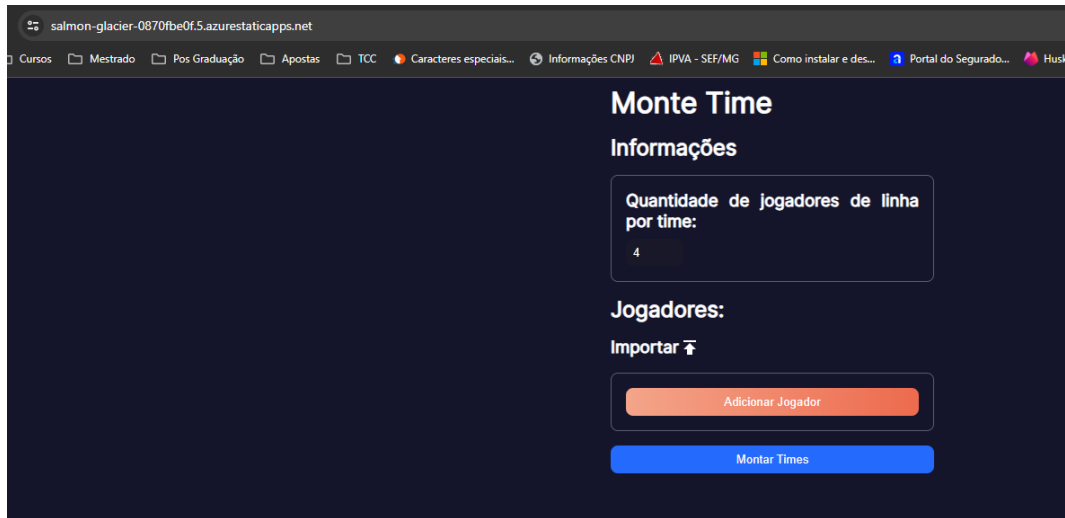 salmon-glacier-0870fbe0f.5.azurestaticapps.net
Cursos Mestrado Pos Graduação Apostas TCC Caracteres especiais... Informações CNPJ IPVA - SEF/MG Como instalar e des... Portal do Segurado... Husk
Monte Time
Informações
Quantidade de jogadores de linha
por time:
4
Jogadores:
Importar
Adicionar Jogador
Montar Times